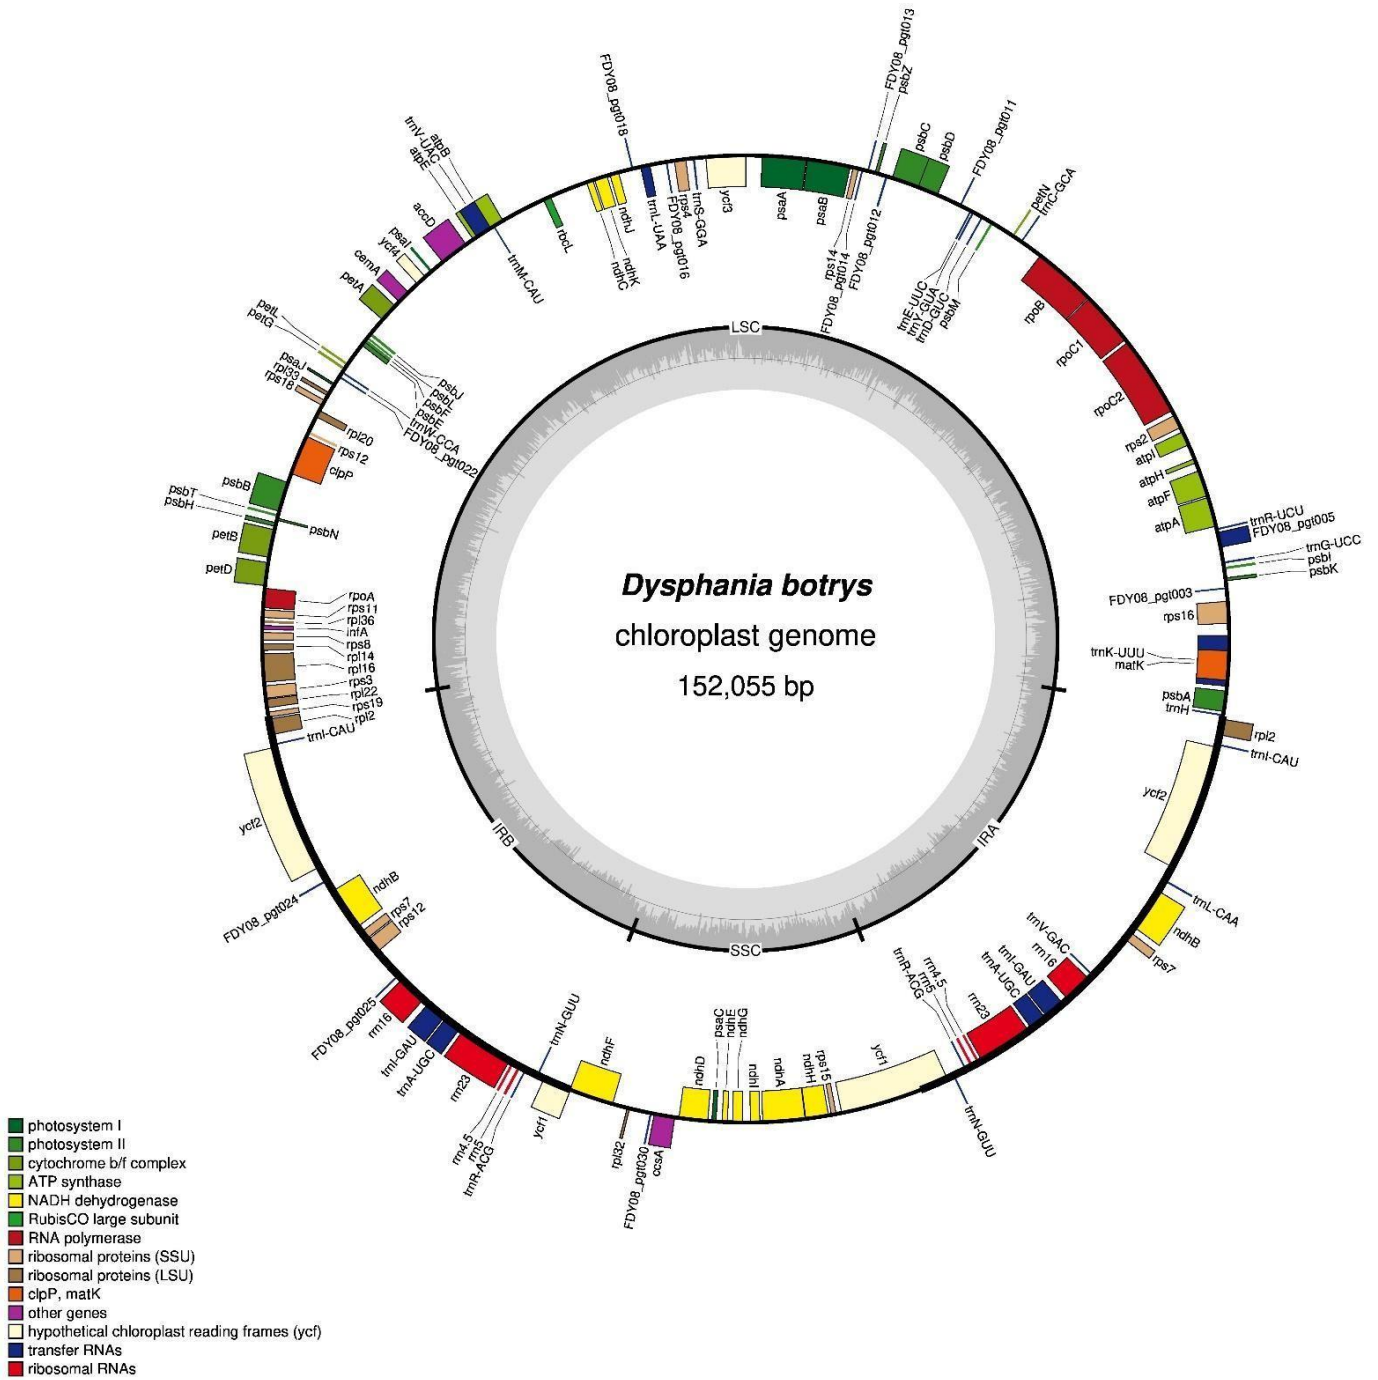 FDY08_pgt013
psbZ
psbC
psbD
FDY08_pgt011
petN
trnC-GCA
FDY08_pgt018
atpB
trnV-UAC
atpE
accD
psaI
ycf4
cemA
petA
petL
petG
psaJ
rpl33
rps18
rpl20
rps12
clpP
psbB
psbT
psbH
psbN
petB
petD
rbcL
ndhJ
ndhK
ndhC
trnL-UAA
FDY08_pgt016
rps4
trnS-GGA
ycf3
psaA
psaB
rps14
FDY08_pgt014
FDY08_pgt012
trnE-UUC
trnY-GUA
trnD-GUC
psbM
rpoB
rpoC1
rpoC2
rps2
atpI
atpH
atpF
atpA
trnR-UCU
FDY08_pgt005
trnG-UCC
psbI
psbK
FDY08_pgt003
rps16
trnK-UUU
matK
psbA
trnH
rpl2
trnI-CAU
ycf2
trnL-CAA
ndhB
rps7
trnM-CAU
psbJ
psbL
psbF
psbE
trnW-CCA
FDY08_pgt022
LSC
Dysphania botrys
chloroplast genome
152,055 bp
IRB
IRA
SSC
rpoA
rps11
rpl36
infA
rps8
rpl14
rpl16
rps3
rpl22
rps19
rpl2
trnI-CAU
ycf2
FDY08_pgt024
ndhB
rps7
rps12
FDY08_pgt025
rrn16
trnI-GAU
trnA-UGC
rrn23
rrn4.5
rrn5
trnR-ACG
trnN-GUU
ycf1
ndhF
rpl32
FDY08_pgt030
ccsA
ndhD
psaC
ndhE
ndhG
ndhI
ndhA
ndhH
rps15
ycf1
trnN-GUU
trnR-ACG
rrn5
rrn4.5
rrn23
trnA-UGC
trnI-GAU
rrn16
trnV-GAC
photosystem I
photosystem II
cytochrome b/f complex
ATP synthase
NADH dehydrogenase
RubisCO large subunit
RNA polymerase
ribosomal proteins (SSU)
ribosomal proteins (LSU)
clpP, matK
other genes
hypothetical chloroplast reading frames (ycf)
transfer RNAs
ribosomal RNAs